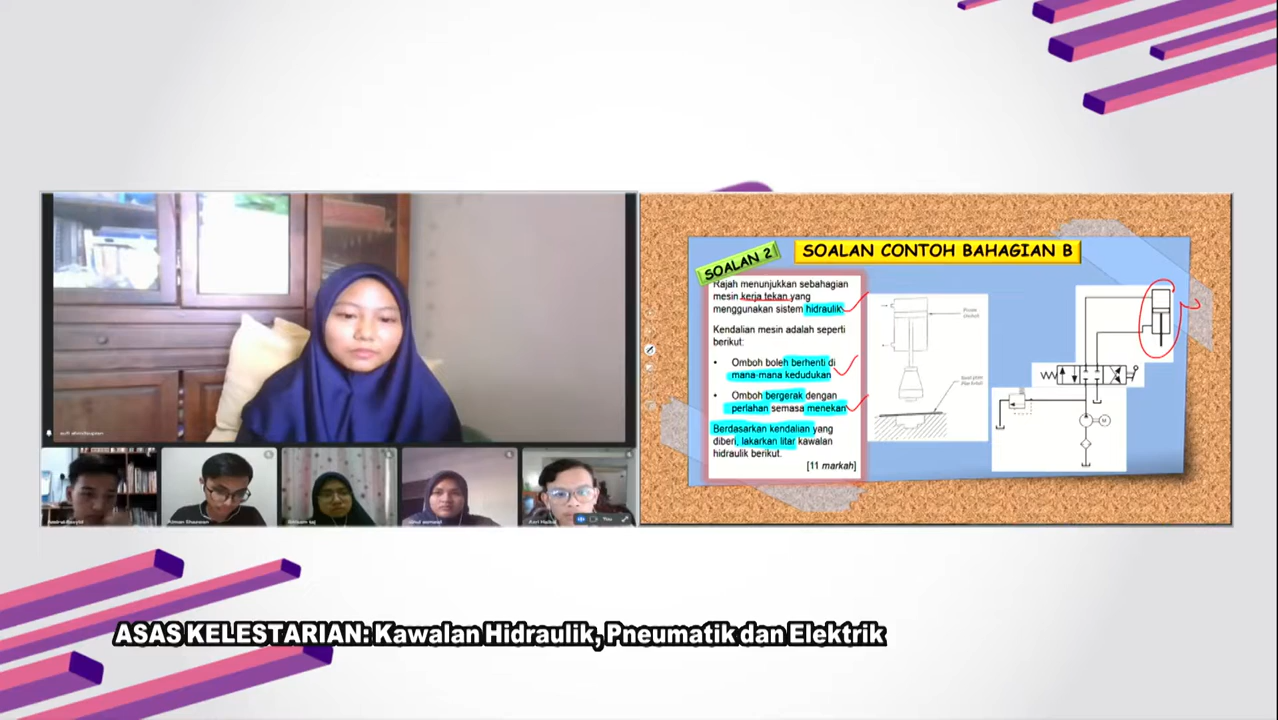 SOALAN 2
SOALAN CONTOH BAHAGIAN B
Rajah menunjukkan sebahagian
mesin kerja tekan yang
menggunakan sistem hidraulik
Kendalian mesin adalah seperti
berikut:
• Omboh boleh berhenti di
mana-mana kedudukan
• Omboh bergerak dengan
perlahan semasa menekan
Berdasarkan kendalian yang
diberi, lakarkan litar kawalan
hidraulik berikut.
[11 markah]
M
You
ASAS KELESTARIAN: Kawalan Hidraulik, Pneumatik dan Elektrik